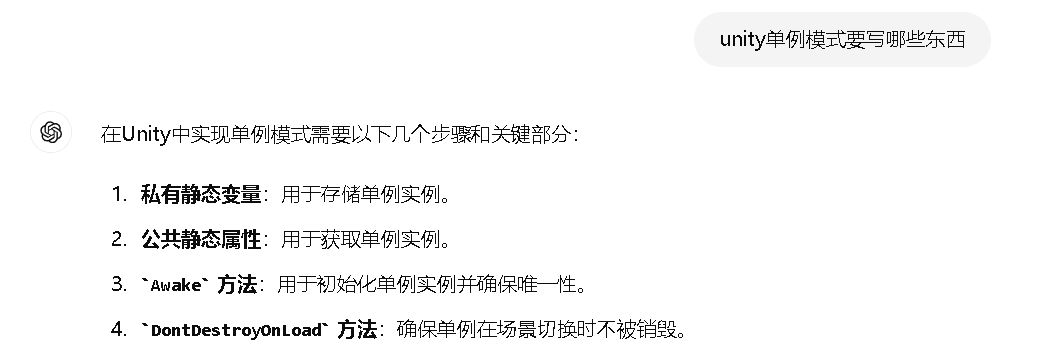 unity单例模式要写哪些东西
在Unity中实现单例模式需要以下几个步骤和关键部分：
1. 私有静态变量：用于存储单例实例。
2. 公共静态属性：用于获取单例实例。
3. `Awake` 方法：用于初始化单例实例并确保唯一性。
4. `DontDestroyOnLoad` 方法：确保单例在场景切换时不被销毁。